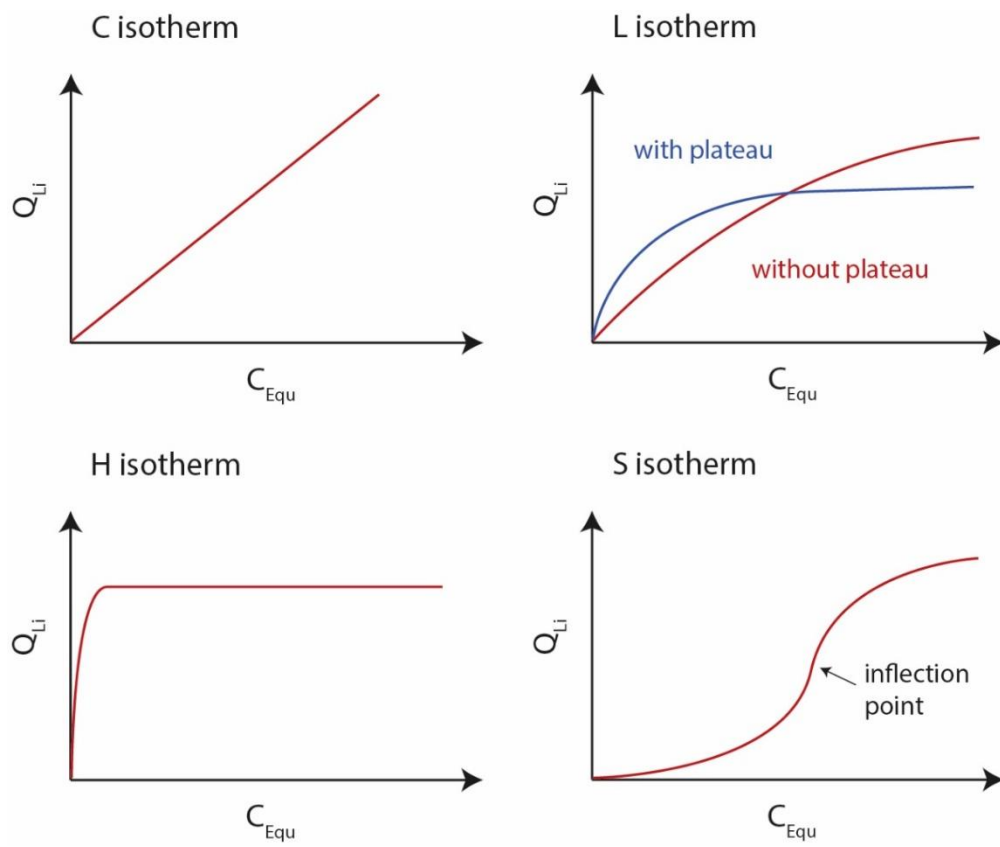 C isotherm
Q_Li
C_Equ
L isotherm
with plateau
without plateau
Q_Li
C_Equ
H isotherm
Q_Li
C_Equ
S isotherm
inflection
point
Q_Li
C_Equ